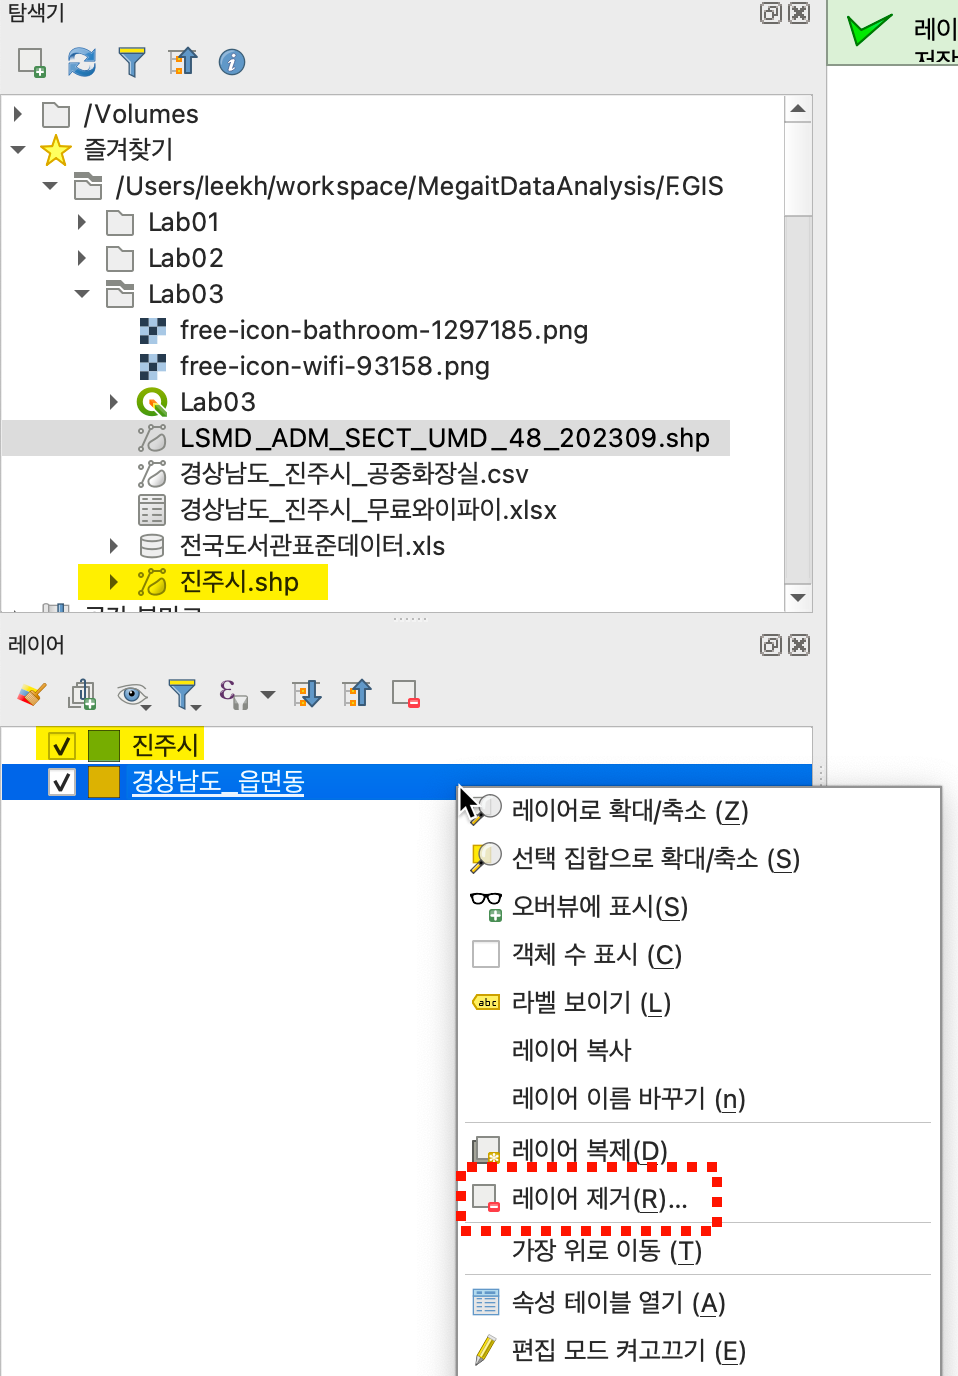 탐색기
레이
저장
/Volumes
즐겨찾기
/Users/leekh/workspace/MegaitDataAnalysis/F.GIS
Lab01
Lab02
Lab03
free-icon-bathroom-1297185.png
free-icon-wifi-93158.png
Lab03
LSMD_ADM_SECT_UMD_48_202309.shp
경상남도_진주시_공중화장실.csv
경상남도_진주시_무료와이파이.xlsx
전국도서관표준데이터.xls
진주시.shp
레이어
진주시
경상남도_읍면동
레이어로 확대/축소 (Z)
선택 집합으로 확대/축소 (S)
오버뷰에 표시(S)
객체 수 표시 (C)
abc 라벨 보이기 (L)
레이어 복사
레이어 이름 바꾸기 (n)
레이어 복제(D)
레이어 제거(R)...
가장 위로 이동 (T)
속성 테이블 열기 (A)
편집 모드 켜고끄기 (E)